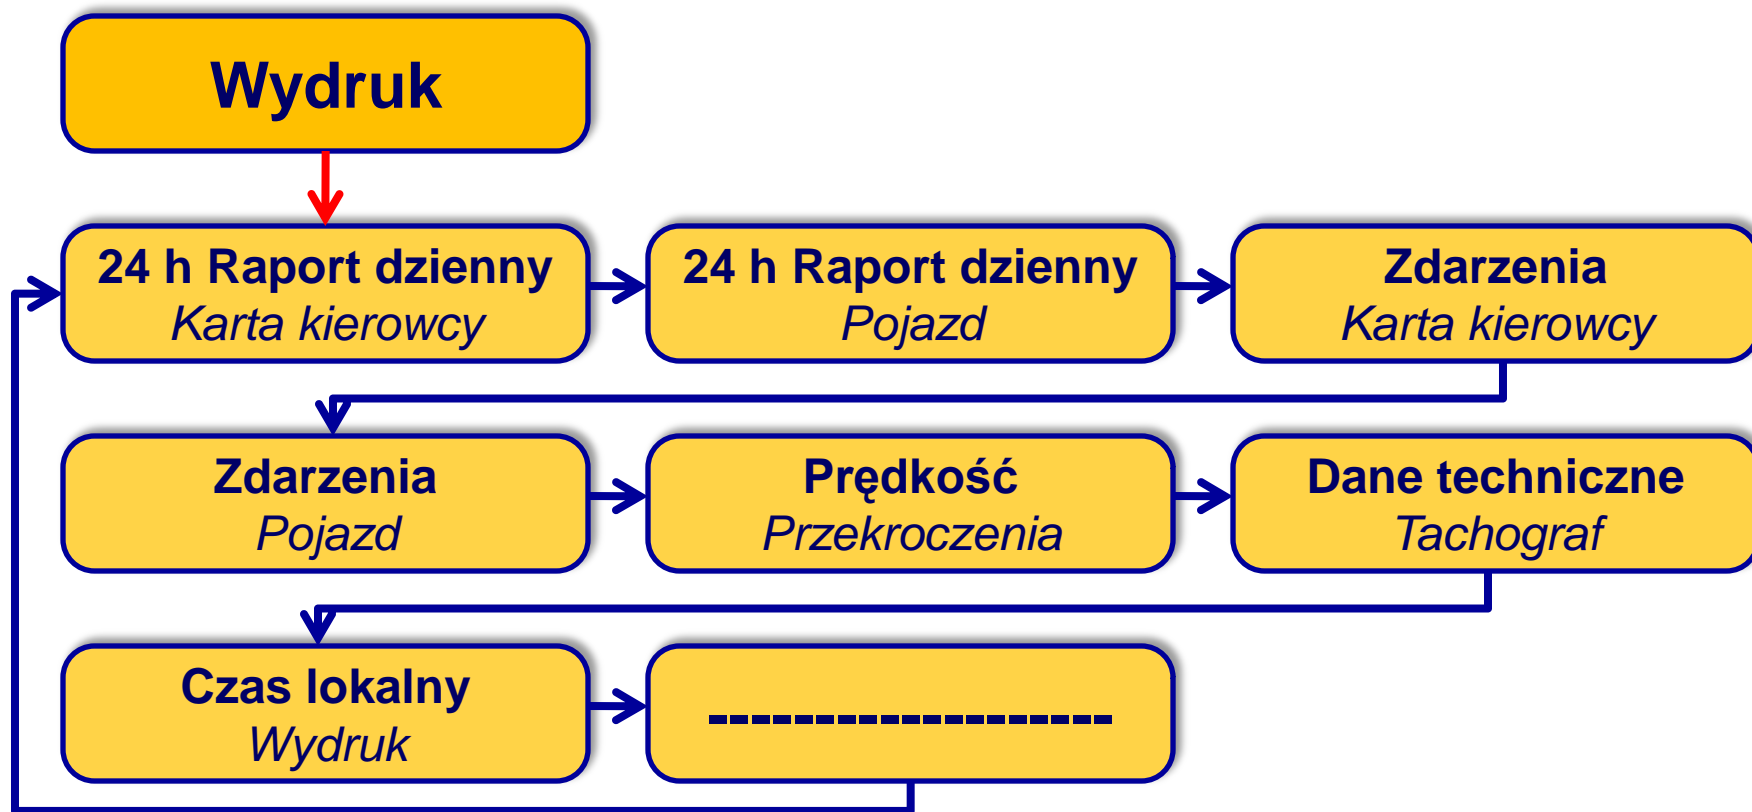 Wydruk
24 h Raport dzienny
Karta kierowcy
24 h Raport dzienny
Pojazd
Zdarzenia
Karta kierowcy
Zdarzenia
Pojazd
Prędkość
Przekroczenia
Dane techniczne
Tachograf
Czas lokalny
Wydruk
-------------------